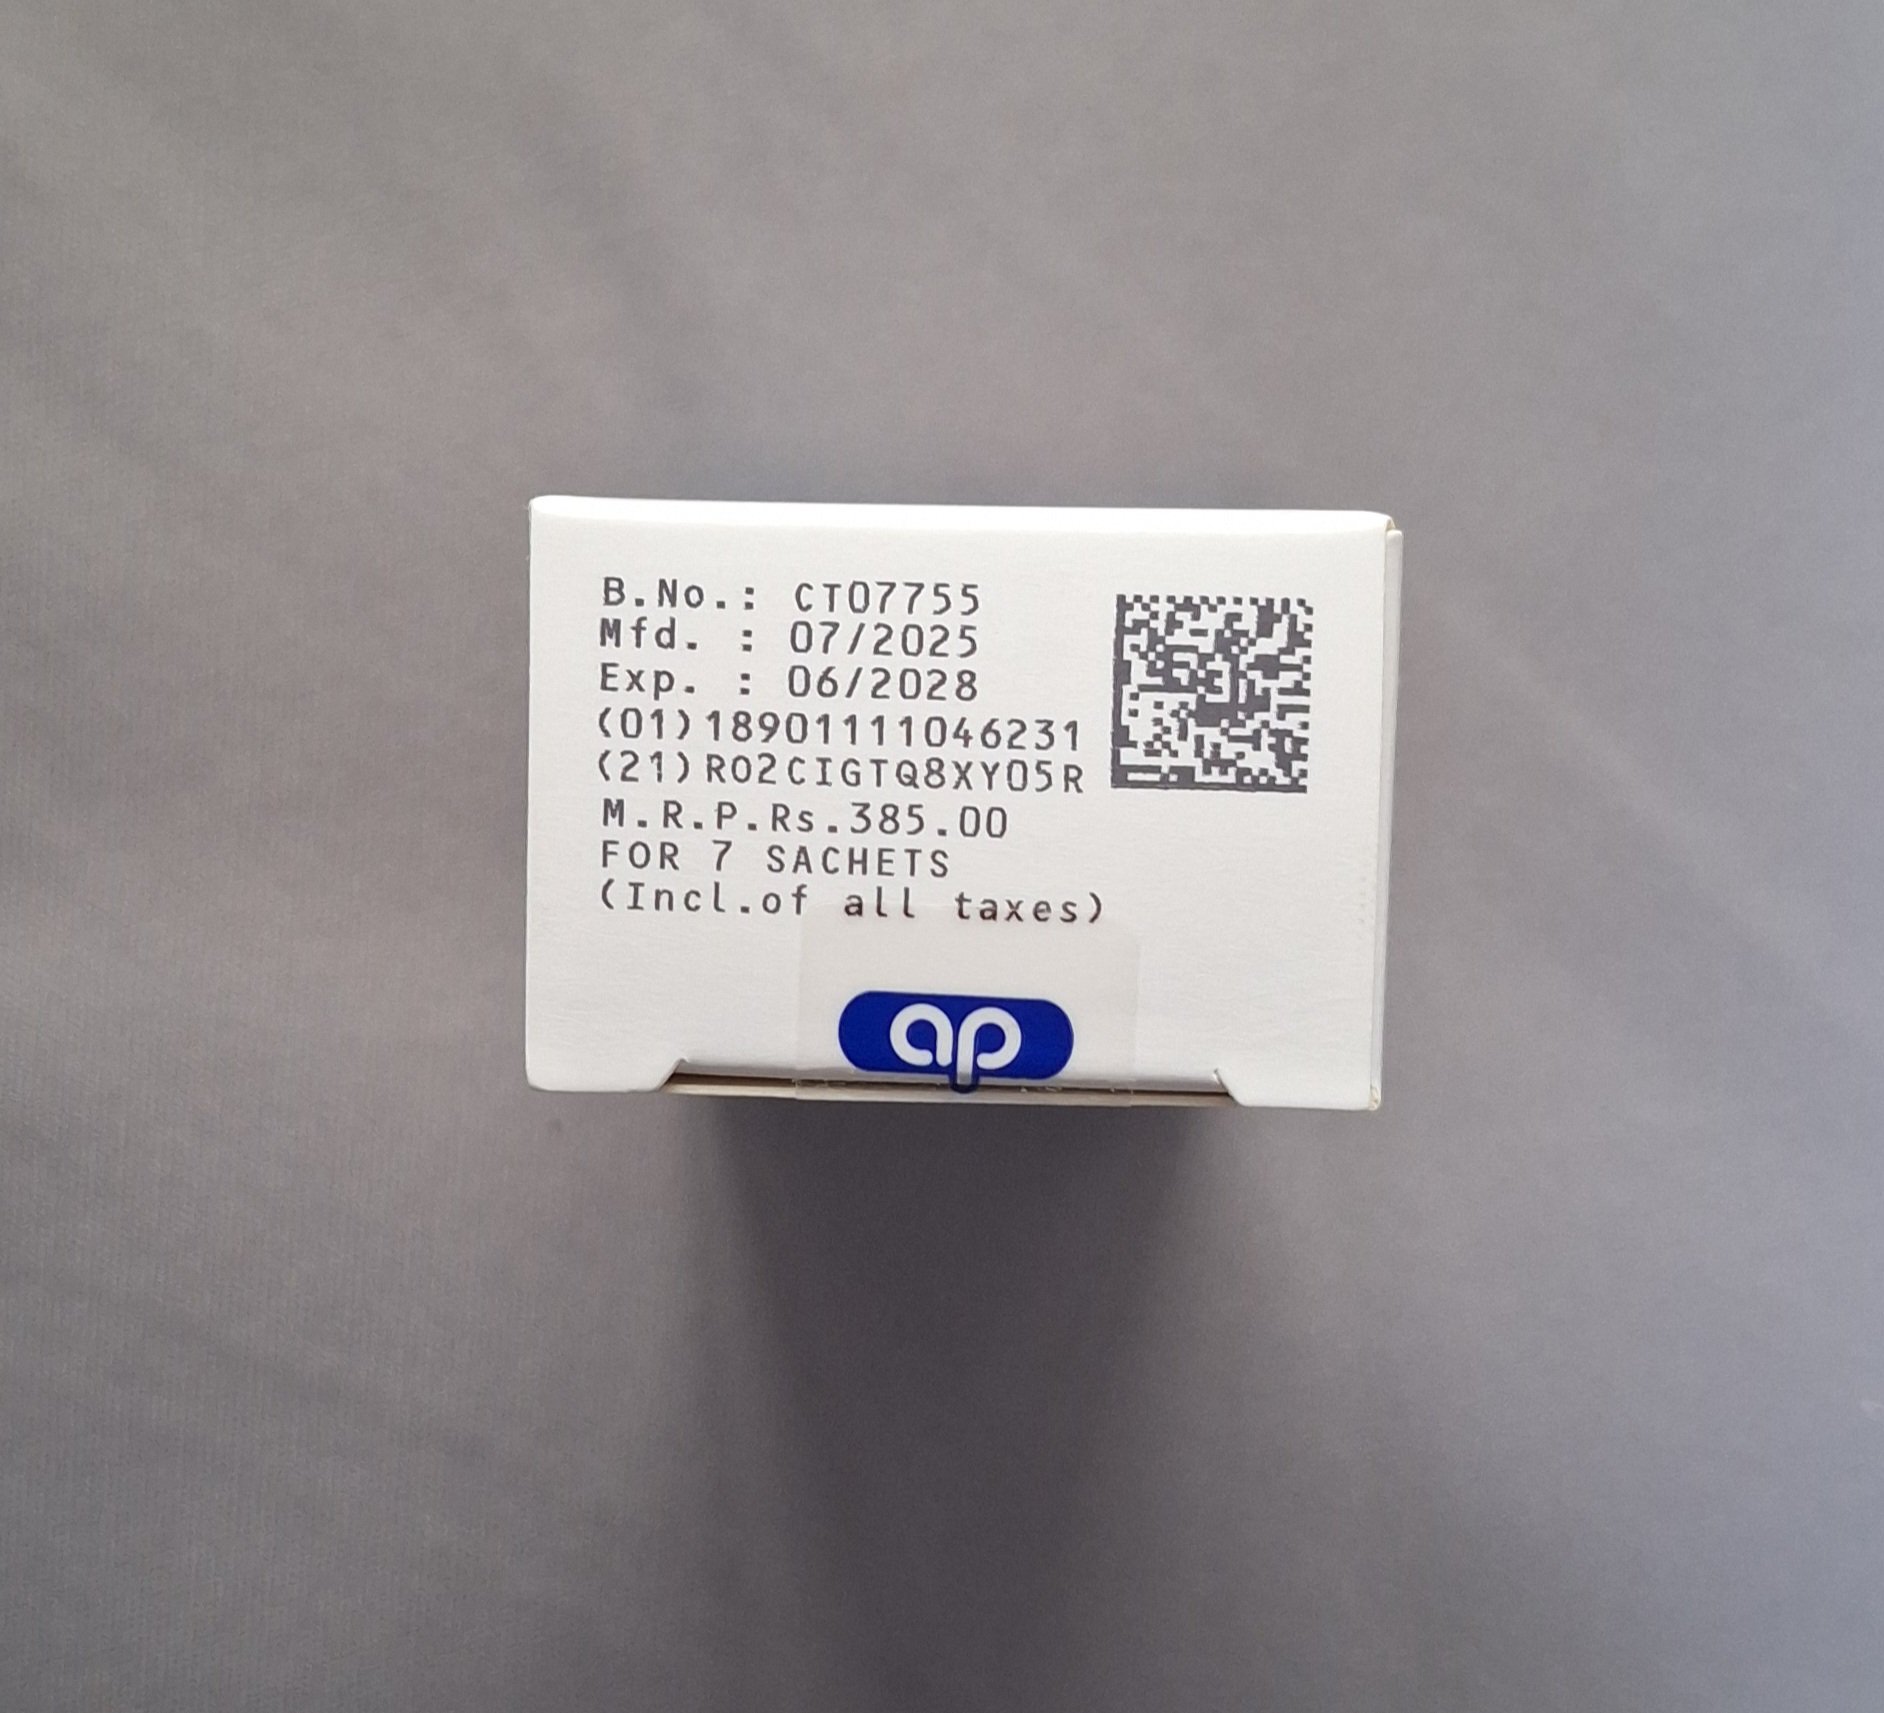 B.No.: CT07755
Mfd. : 07/2025
Exp. : 06/2028
(01)18901111046231
(21)R02CIGTQ8XY05R
M.R.P.Rs.385.00
FOR 7 SACHETS
(Incl.of all taxes)
ap